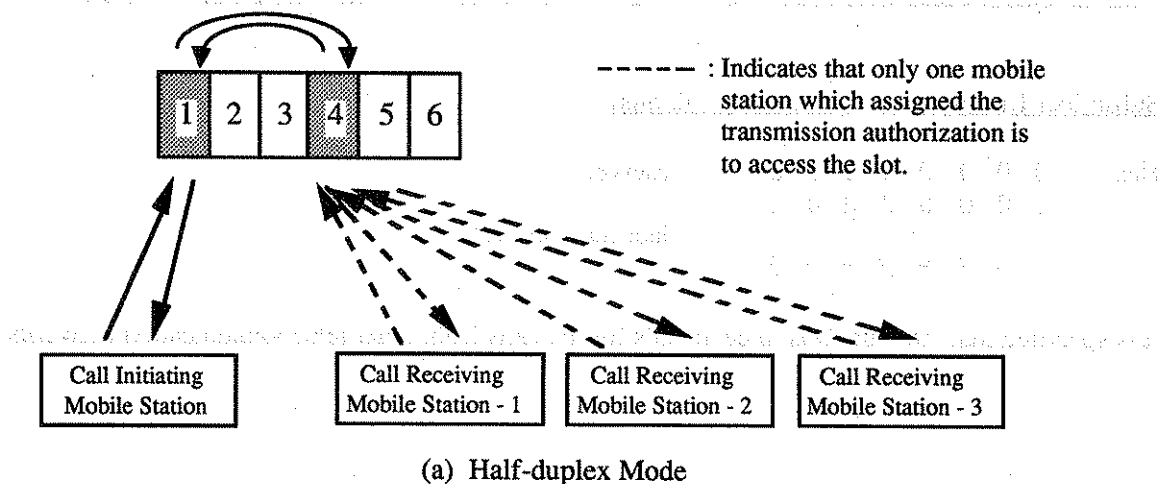 1 2 3 4 5 6
- - - - - : Indicates that only one mobile
station which assigned the
transmission authorization is
to access the slot.
Call Initiating
Mobile Station
Call Receiving
Mobile Station - 1
Call Receiving
Mobile Station - 2
Call Receiving
Mobile Station - 3
(a) Half-duplex Mode